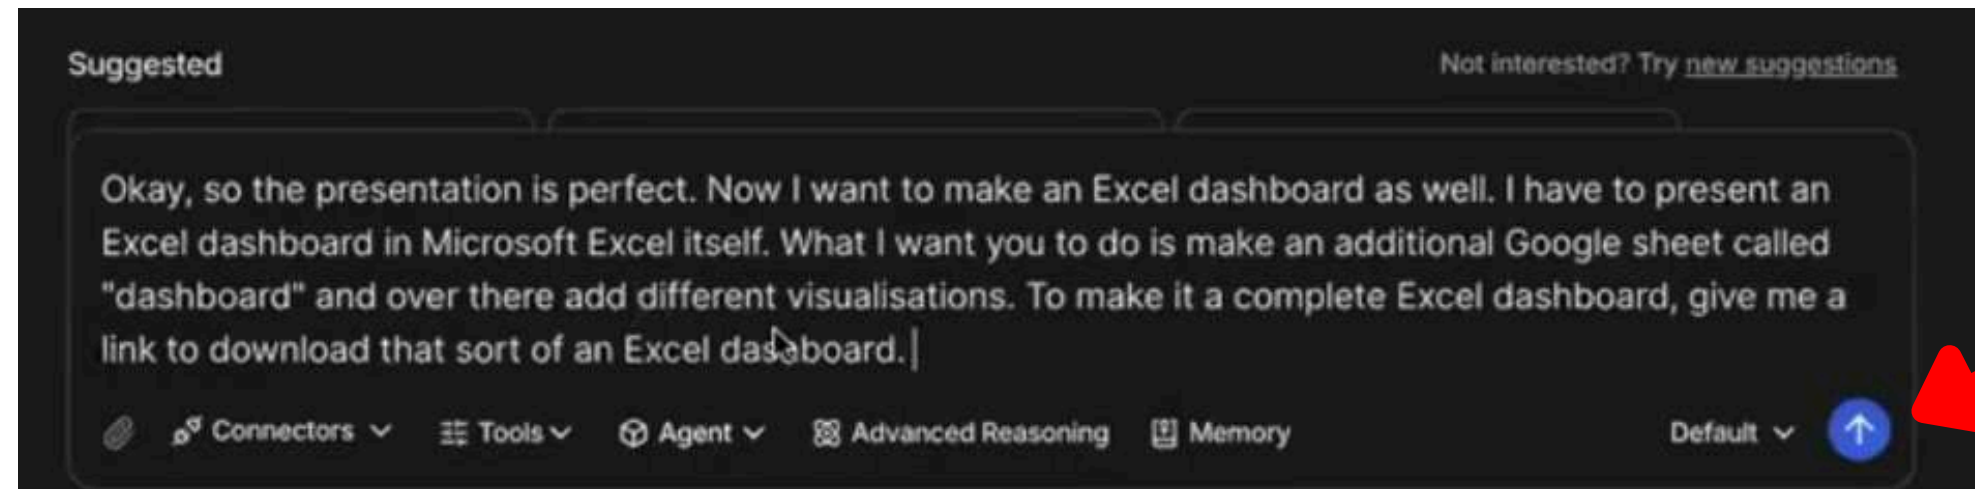 Suggested
Not interested? Try new suggestions
Okay, so the presentation is perfect. Now I want to make an Excel dashboard as well. I have to present an
Excel dashboard in Microsoft Excel itself. What I want you to do is make an additional Google sheet called
"dashboard" and over there add different visualisations. To make it a complete Excel dashboard, give me a
link to download that sort of an Excel dashboard.
Connectors
Tools
Agent
Advanced Reasoning
Memory
Default